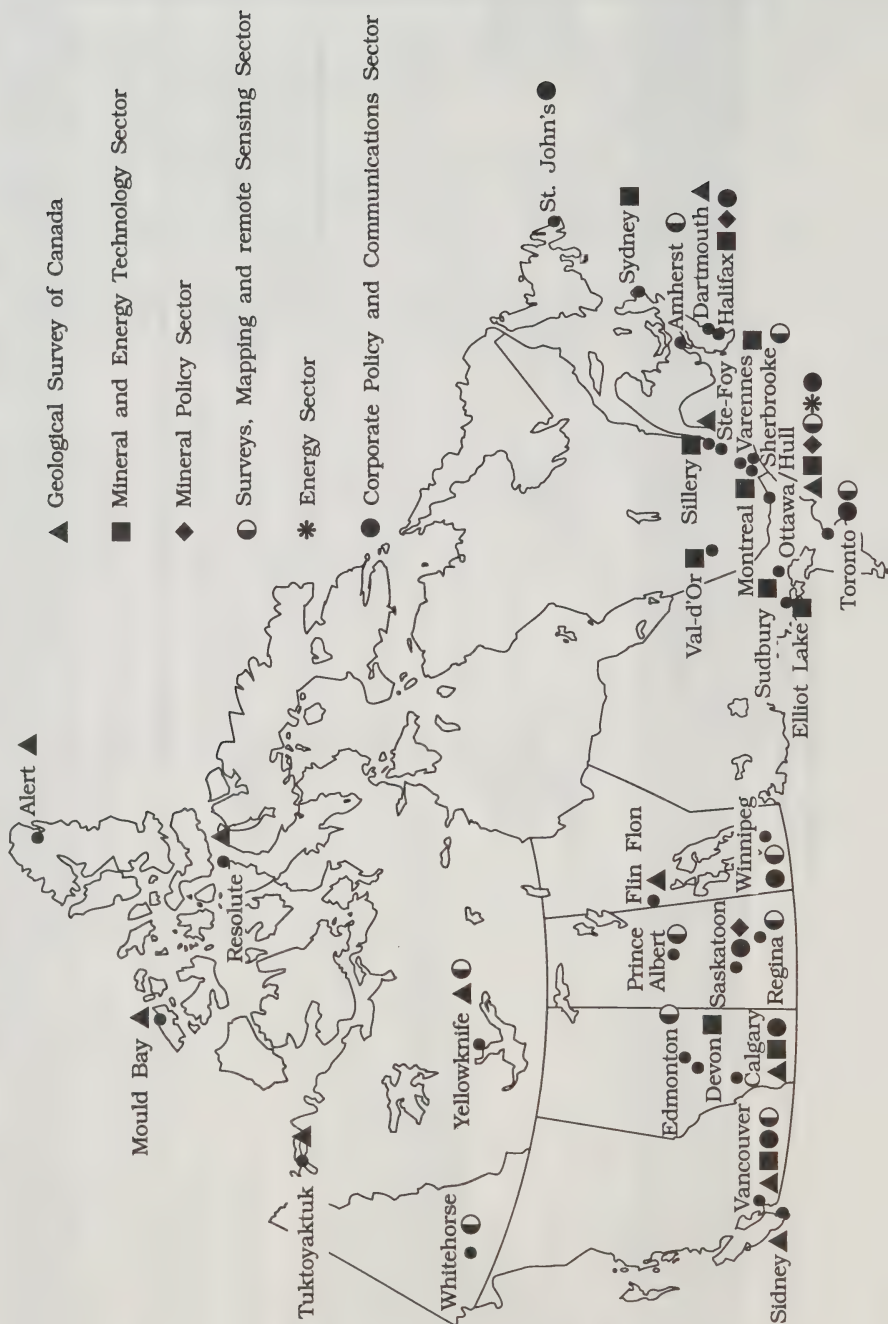 Geological Survey of Canada
Mineral and Energy Technology Sector
Mineral Policy Sector
Surveys, Mapping and remote Sensing Sector
Energy Sector
Corporate Policy and Communications Sector
Alert
Mould Bay
Resolute
Tuktoyaktuk
Yellowknife
Whitehorse
St. John's
Sydney
Amherst
Dartmouth
Halifax
Ste-Foy
Sillery
Varennes
Sherbrooke
Montreal
Ottawa/Hull
Val-d'Or
Sudbury
Elliot Lake
Toronto
Flin Flon
Winnipeg
Prince
Albert
Saskatoon
Regina
Edmonton
Devon
Calgary
Vancouver
Sidney